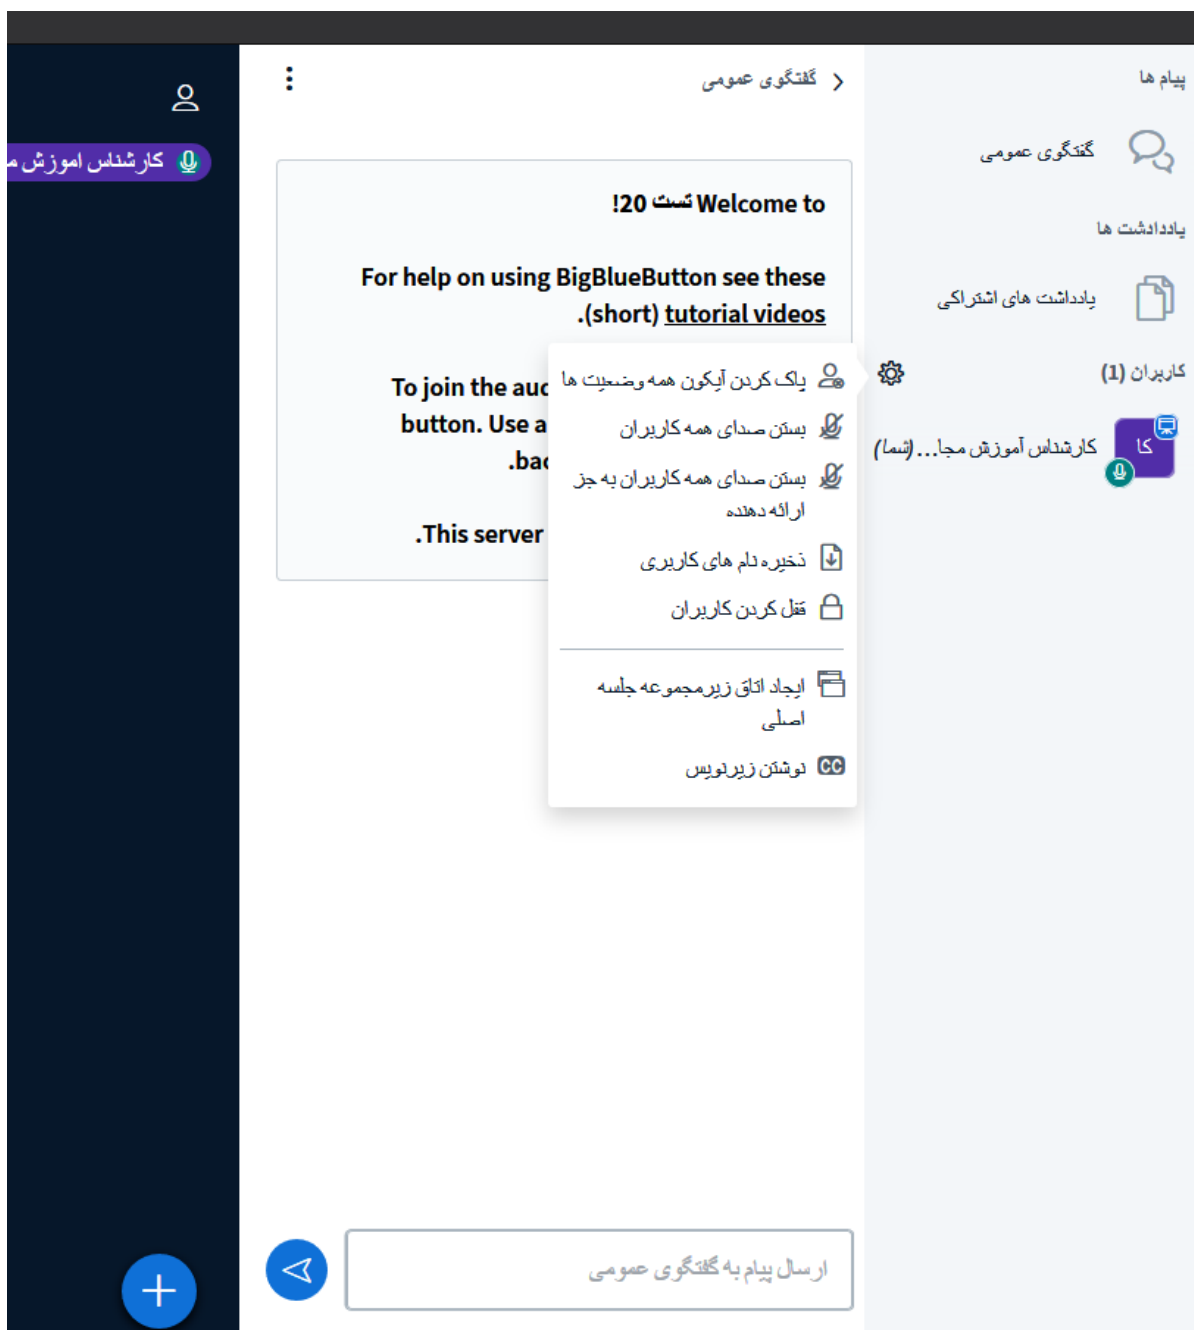 پیام ها
گفتگوی عمومی
یاددادشت ها
یادداشت های اشتراکی
کاربران (1)
کا
کارشناس آموزش مجا... (شما)
گفتگوی عمومی
Welcome to تست 20!
For help on using BigBlueButton see these
(short) tutorial videos.
To join the
button. Use a
This server
پاک کردن آیکون همه وضعیت ها
بستن صدای همه کاربران
بستن صدای همه کاربران به جز
ارائه دهنده
ذخیره نام های کاربری
قفل کردن کاربران
ایجاد اتاق زیرمجموعه جلسه
اصلی
CC نوشتن زیرنویس
ارسال پیام به گفتگوی عمومی
کارشناس اموزش م